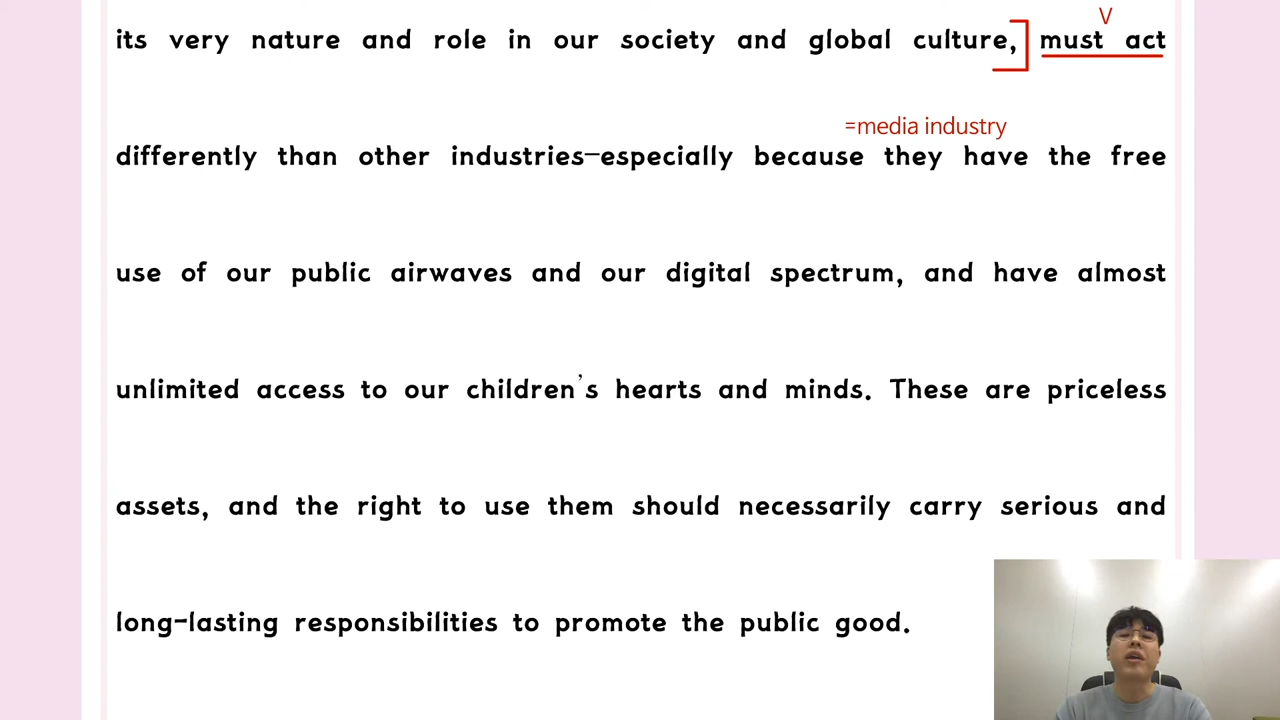 V
its very nature and role in our society and global culture,] must act
=media industry
differently than other industries—especially because they have the free
use of our public airwaves and our digital spectrum, and have almost
unlimited access to our children's hearts and minds. These are priceless
assets, and the right to use them should necessarily carry serious and
long-lasting responsibilities to promote the public good.